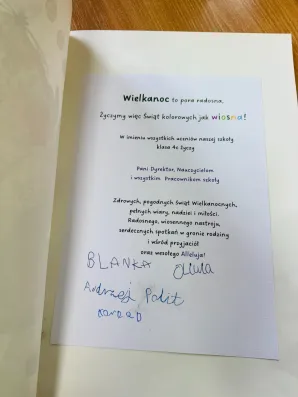 Wielkanoc to pora radosna.
Życzymy więc Świąt kolorowych jak wiosna!
W imieniu wszystkich uczniów naszej szkoły
klasa 4c życzy
Pani Dyrektor, Nauczycielom
i wszystkim Pracownikom szkoły
Zdrowych, pogodnych Świąt Wielkanocnych,
pełnych wiary, nadziei i miłości.
Radosnego, wiosennego nastroju,
serdecznych spotkań w gronie rodziny
i wśród przyjaciół
oraz wesołego Alleluja!
BLANKA Oliwia
Andrzej Polit